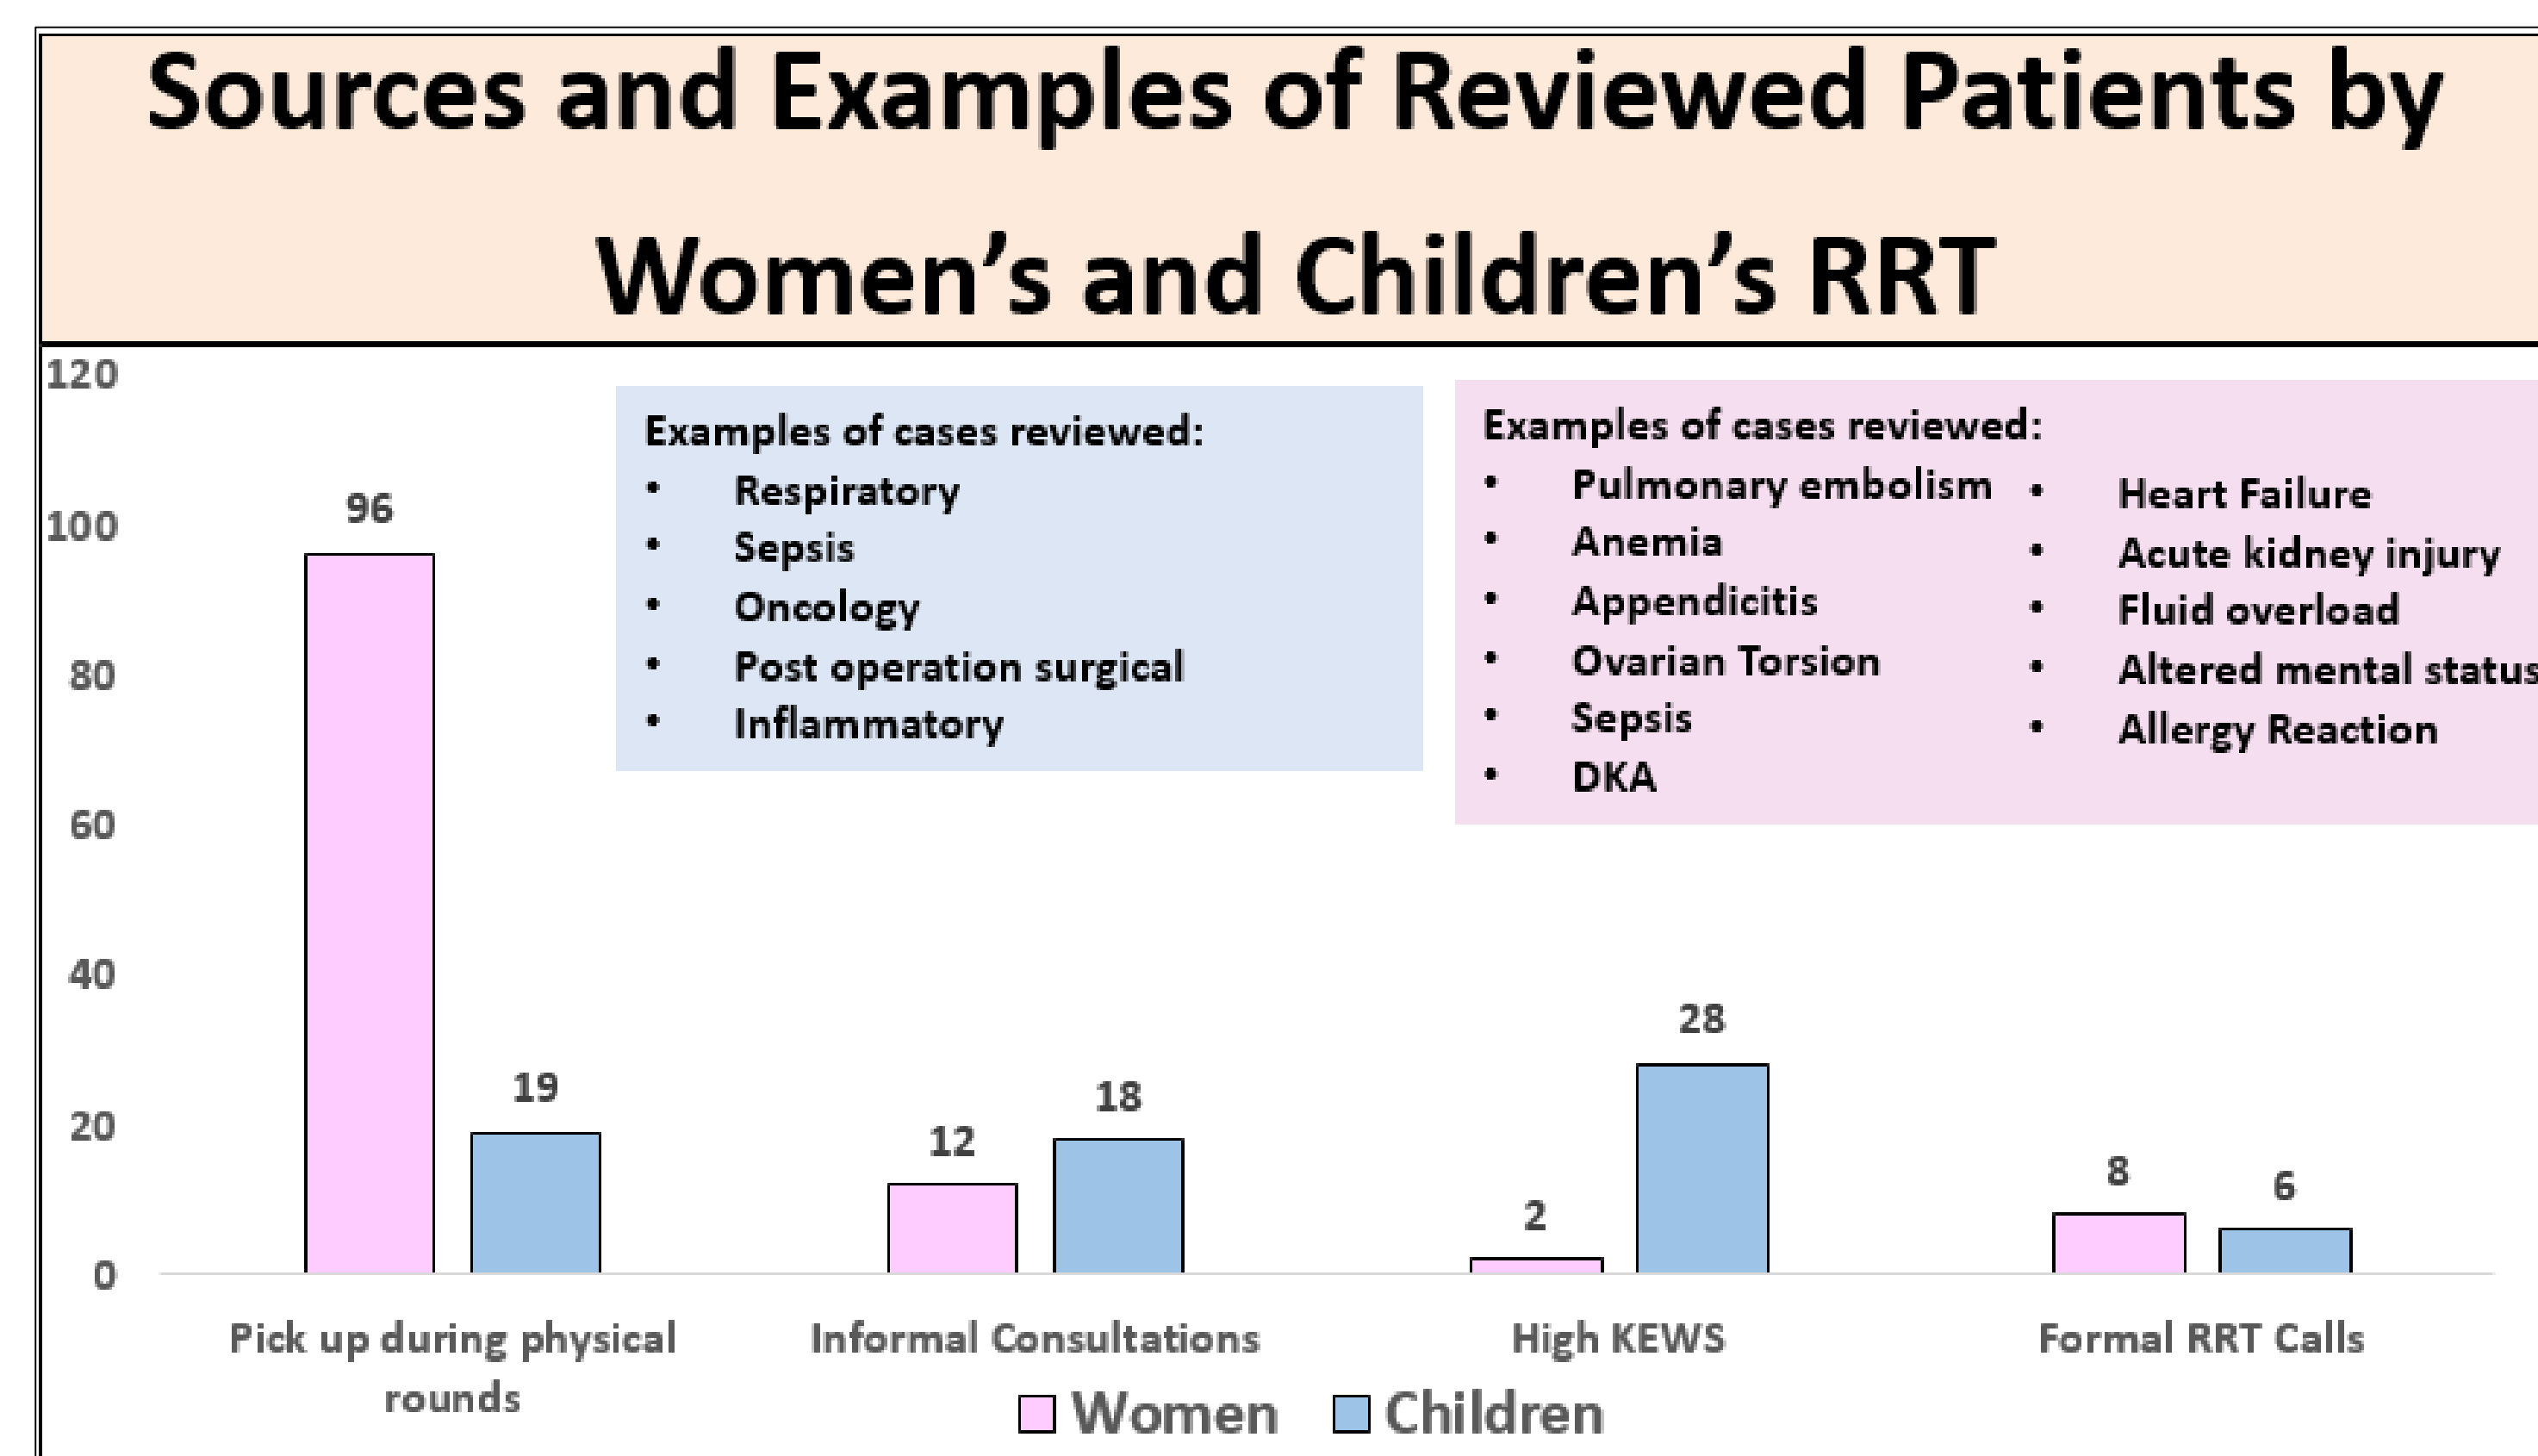 Sources and Examples of Reviewed Patients by
Women’s and Children’s RRT
120
100
80
60
40
20
0
Examples of cases reviewed:
• Respiratory
• Sepsis
• Oncology
• Post operation surgical
• Inflammatory
Examples of cases reviewed:
• Pulmonary embolism
• Anemia
• Appendicitis
• Ovarian Torsion
• Sepsis
• DKA
• Heart Failure
• Acute kidney injury
• Fluid overload
• Altered mental status
• Allergy Reaction
96
19
12
18
2
28
8
6
Pick up during physical
rounds
Informal Consultations
High KEWS
Formal RRT Calls
Women
Children